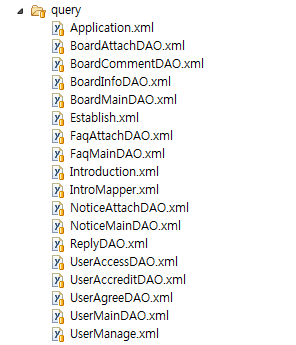 query
Application.xml
BoardAttachDAO.xml
BoardCommentDAO.xml
BoardInfoDAO.xml
BoardMainDAO.xml
Establish.xml
FaqAttachDAO.xml
FaqMainDAO.xml
Introduction.xml
IntroMapper.xml
NoticeAttachDAO.xml
NoticeMainDAO.xml
ReplyDAO.xml
UserAccessDAO.xml
UserAccreditDAO.xml
UserAgreeDAO.xml
UserMainDAO.xml
UserManage.xml